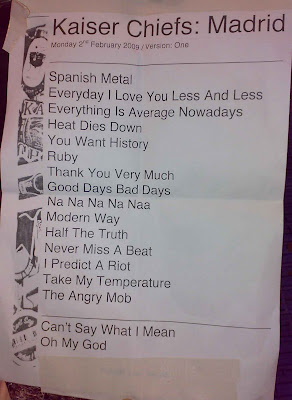 Kaiser Chiefs: Madrid
Monday 2nd February 2009 / Version: One
Spanish Metal
Everyday I Love You Less And Less
Everything Is Average Nowadays
Heat Dies Down
You Want History
Ruby
Thank You Very Much
Good Days Bad Days
Na Na Na Na Naa
Modern Way
Half The Truth
Never Miss A Beat
I Predict A Riot
Take My Temperature
The Angry Mob
Can't Say What I Mean
Oh My God